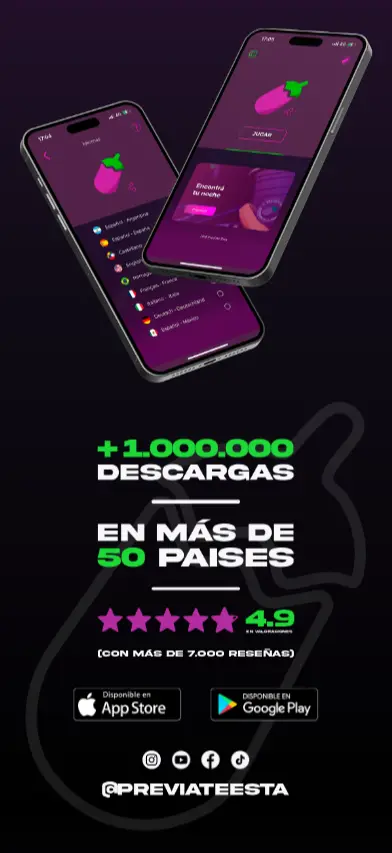 17:05
JUGAR
Encontrá
tu noche
17:04
Español - Argentina
Español - España
Castellano
English
Français - France
Italiano - Italia
Deutsch - Deutschland
Español - México
+1.000.000
DESCARGAS
EN MÁS DE
50 PAISES
4.9
EN VALORACIONES
(CON MÁS DE 7.000 RESEÑAS)
Disponible en
App Store
DISPONIBLE EN
Google Play
@PREVIATEESTA